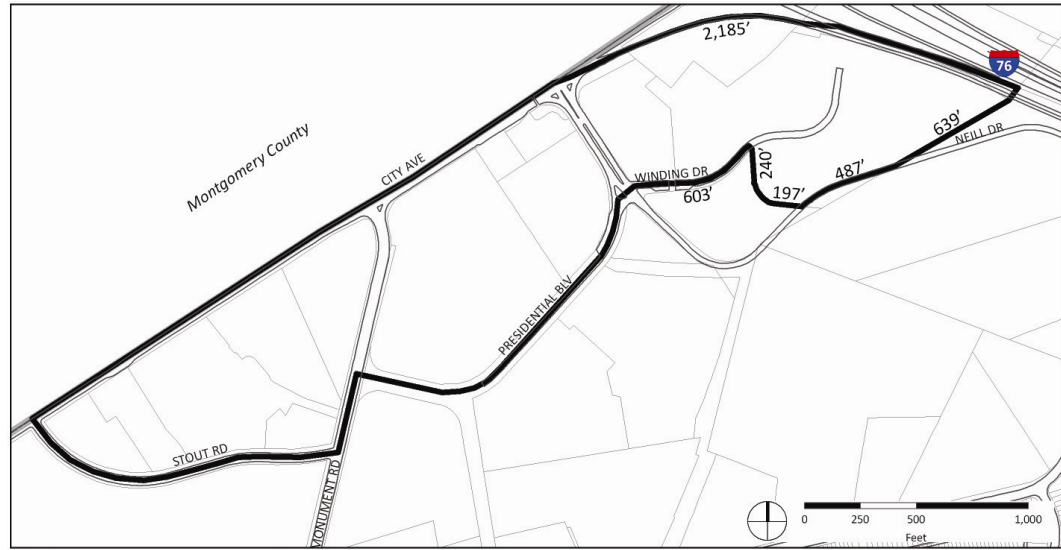 2,185'
76
Montgomery County
CITY AVE
639'
NEILL DR
240'
487'
WINDING DR
197'
603'
PRESIDENTIAL BLV
STOUT RD
MONUMENT RD
0 250 500 1,000
Feet